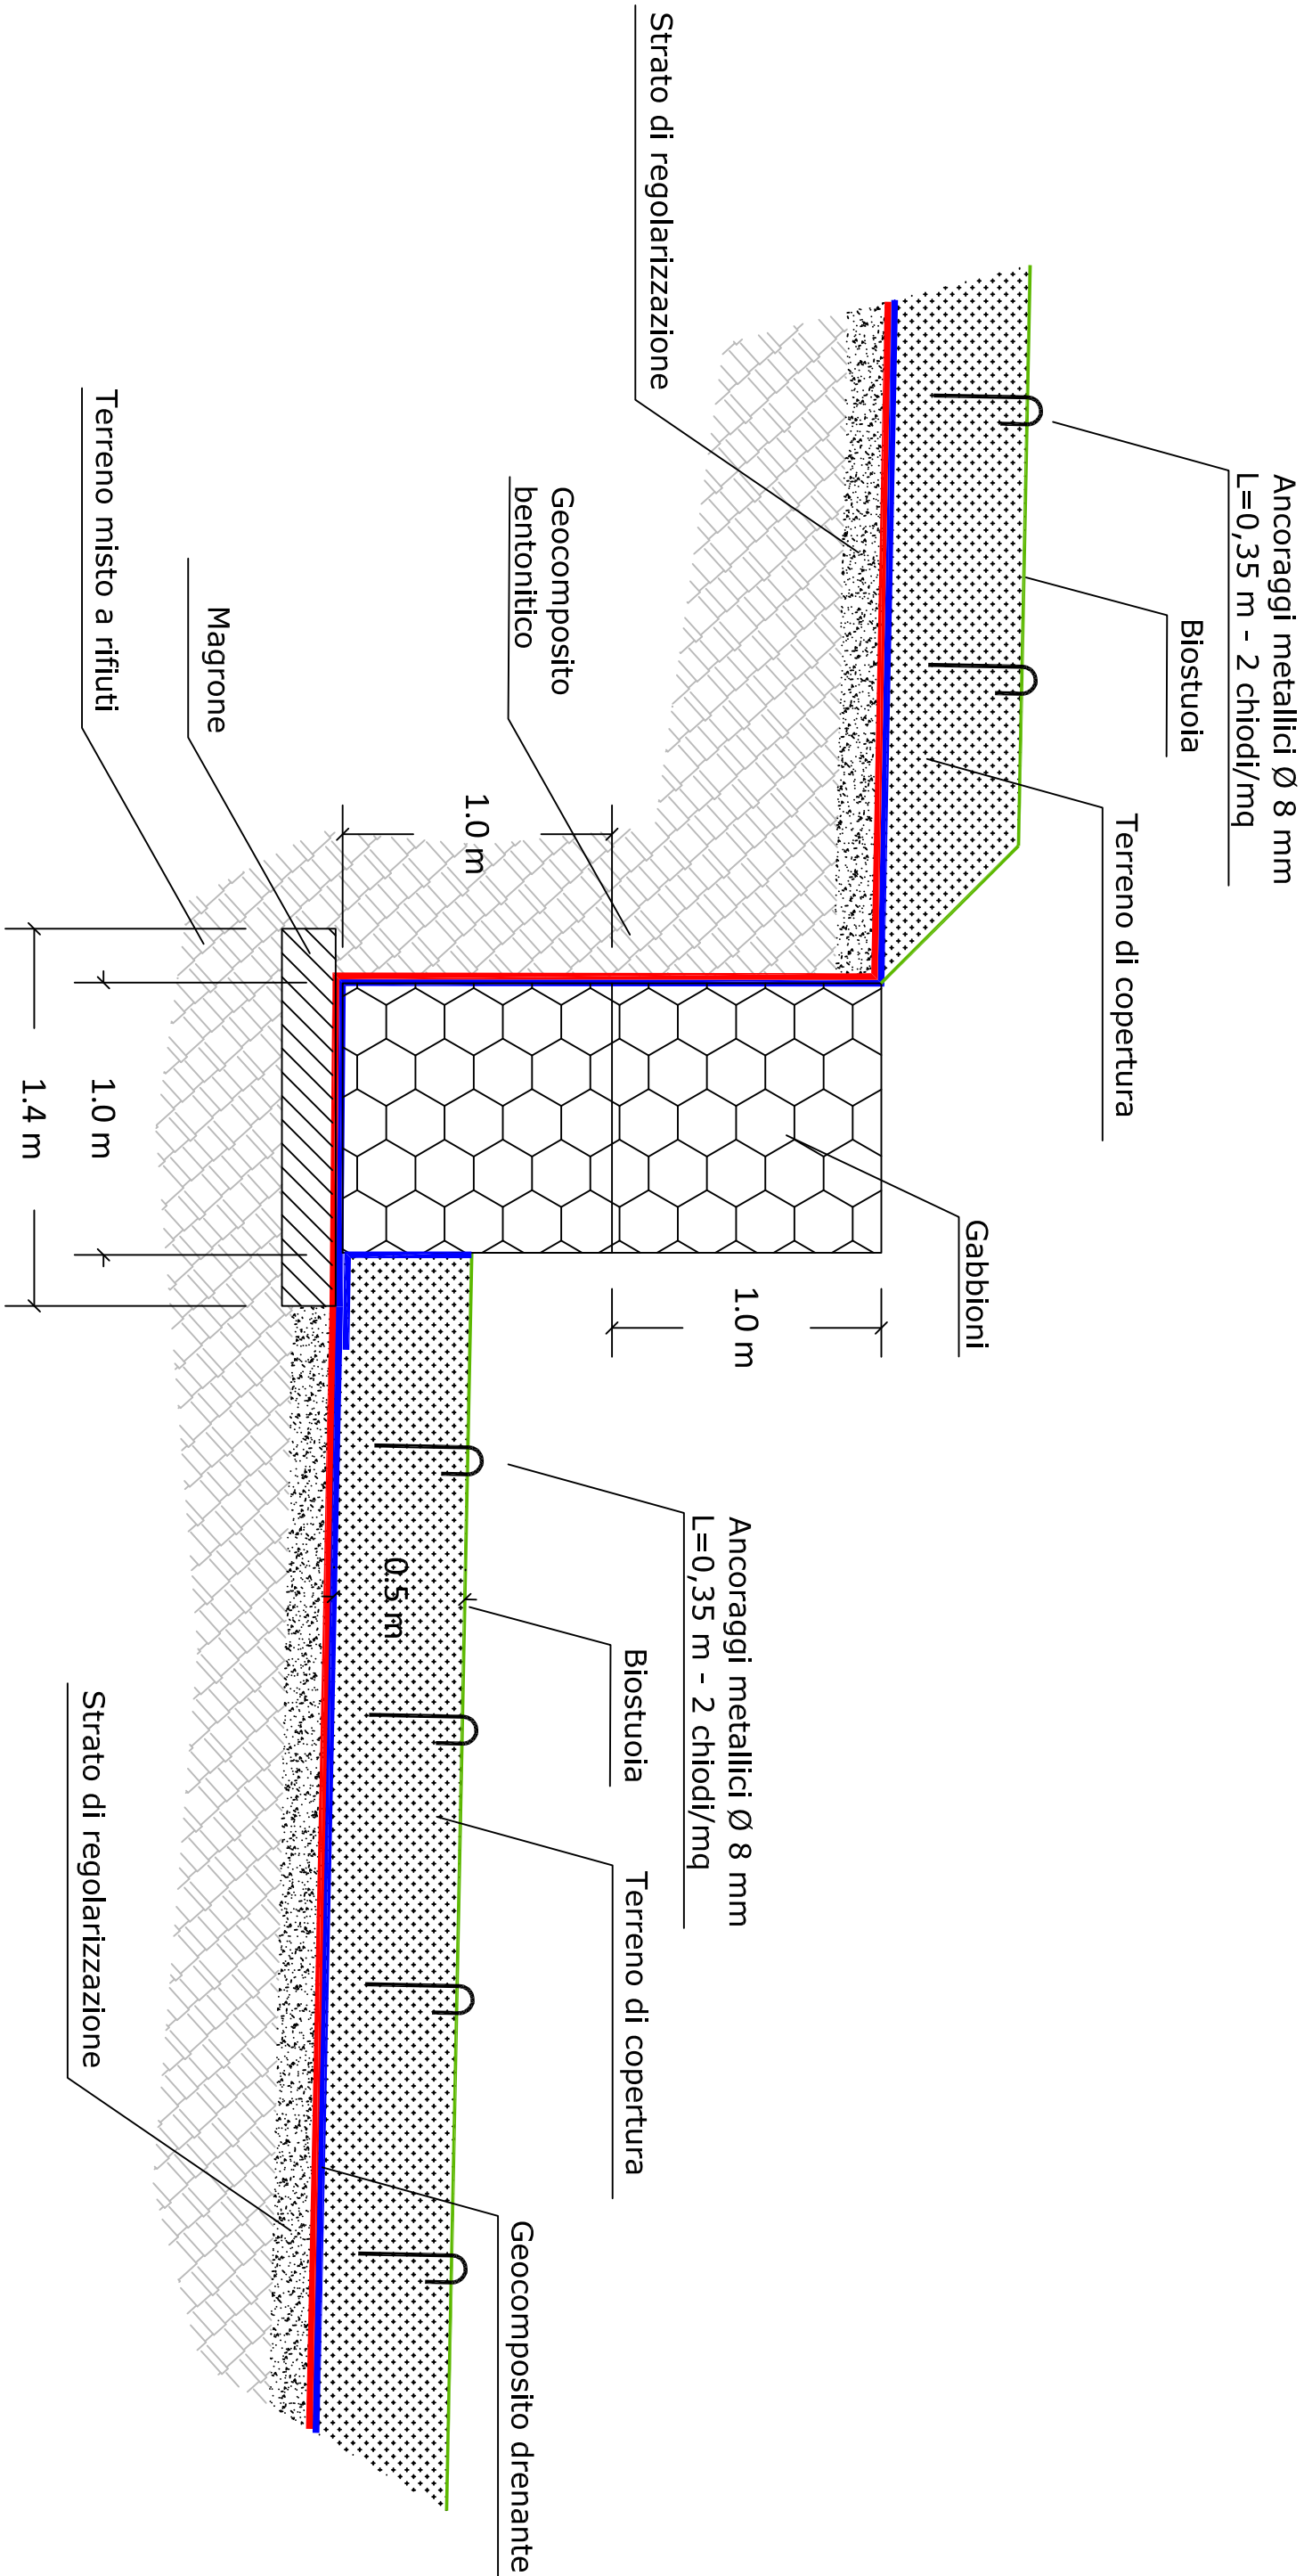 Ancoraggi metallici Ø 8 mm
L=0,35 m - 2 chiodi/mq
Biostuoia
Terreno di copertura
Gabbioni
Strato di regolarizzazione
Geocomposito
bentonitico
1.0 m
1.0 m
Ancoraggi metallici Ø 8 mm
L=0,35 m - 2 chiodi/mq
Biostuoia
Terreno di copertura
Geocomposito drenante
0.5 m
Magrone
Terreno misto a rifiuti
1.0 m
1.4 m
Strato di regolarizzazione